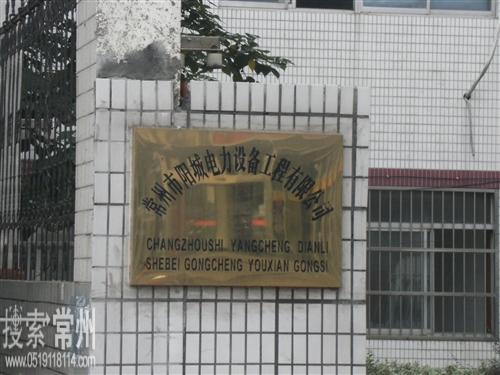 常州市阳城电力设备工程有限公司
CHANGZHOUSHI YANGCHENG DIANLI
SHEBEI GONGCHENG YOUXIAN GONGSI
搜索常州
www.0519118114.com